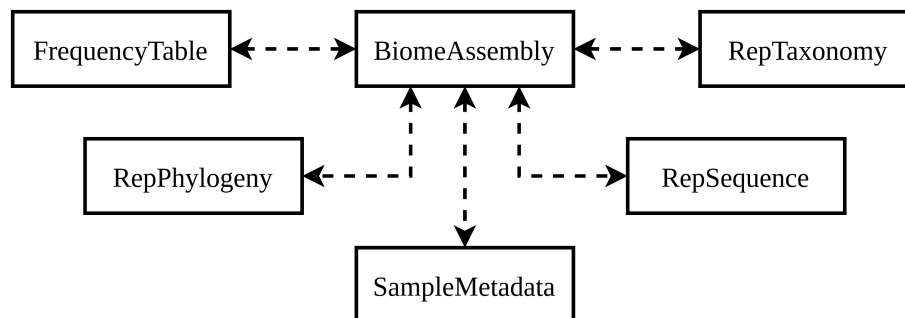 FrequencyTable
BiomeAssembly
RepTaxonomy
RepPhylogeny
RepSequence
SampleMetadata